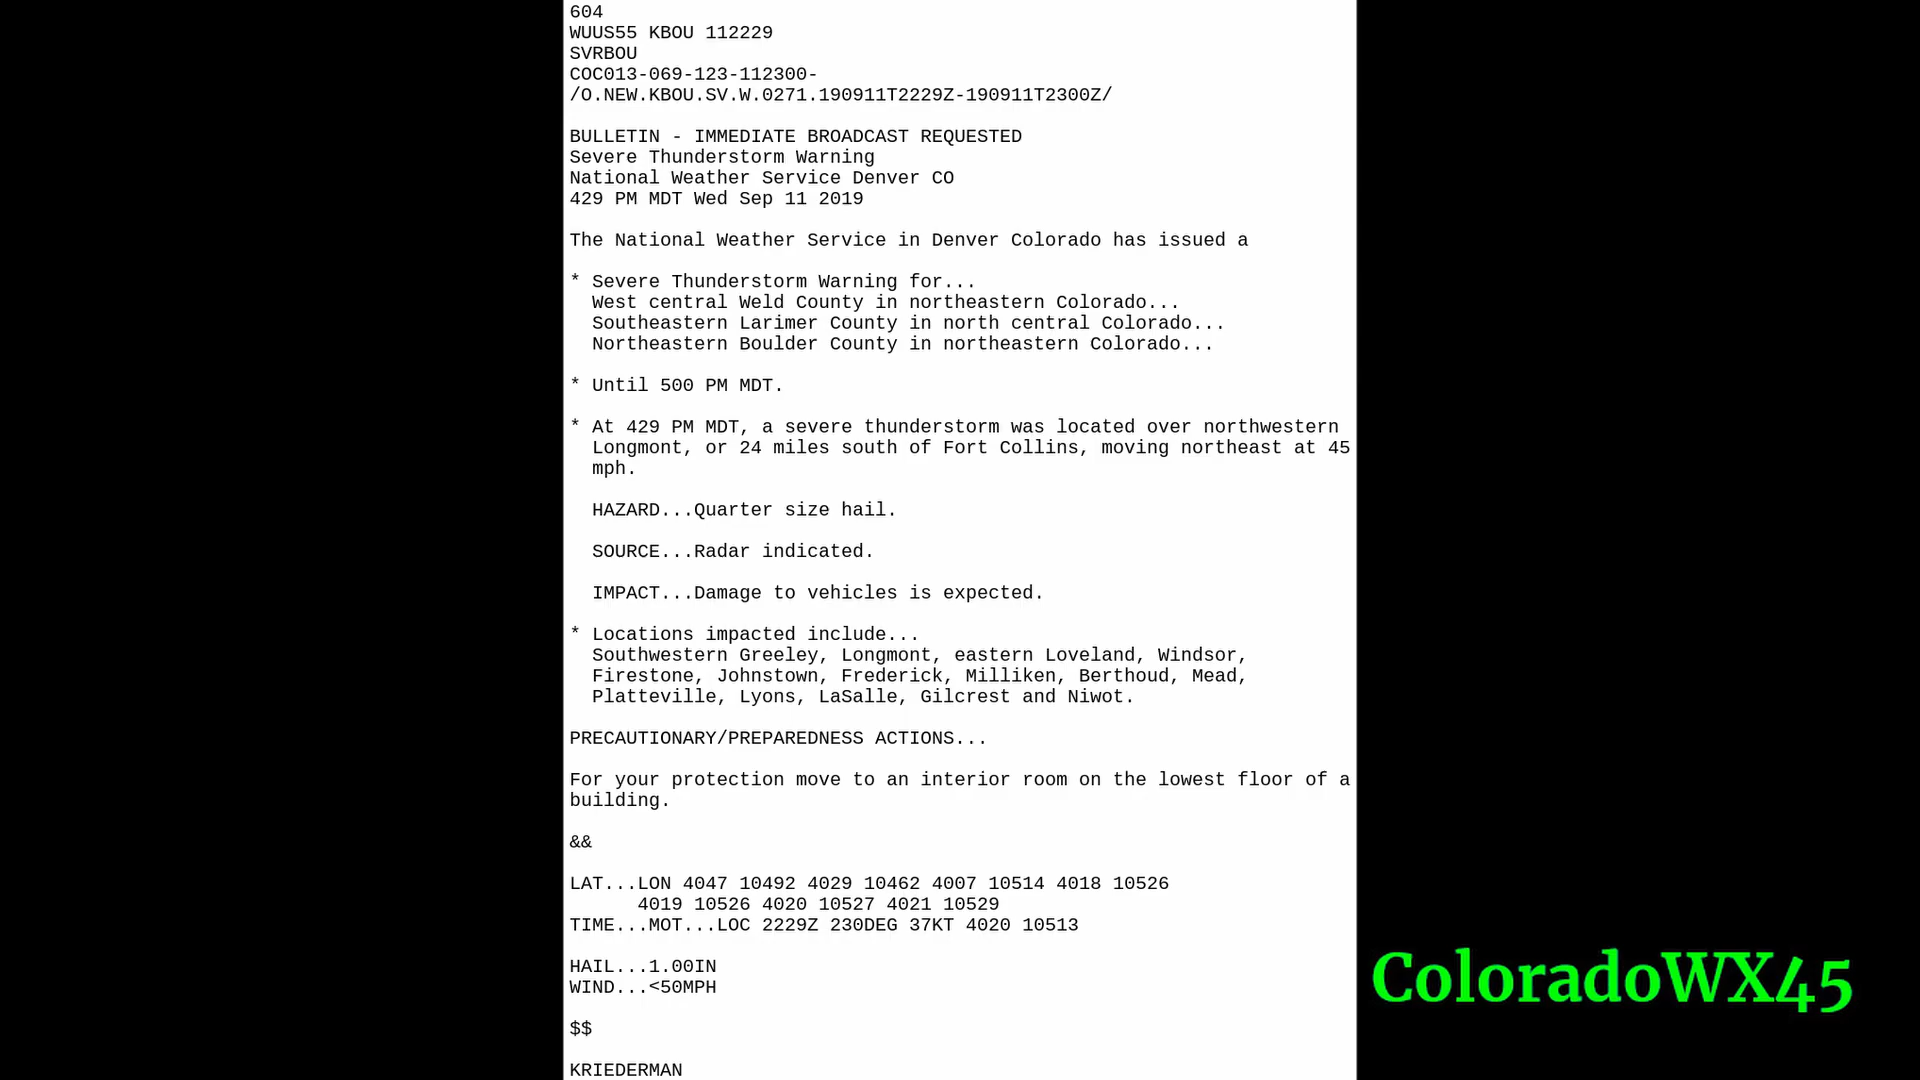 604
WUUS55 KBOU 112229
SVRBOU
COC013-069-123-112300-
/O.NEW.KBOU.SV.W.0271.190911T2229Z-190911T2300Z/
BULLETIN - IMMEDIATE BROADCAST REQUESTED
Severe Thunderstorm Warning
National Weather Service Denver CO
429 PM MDT Wed Sep 11 2019
The National Weather Service in Denver Colorado has issued a
* Severe Thunderstorm Warning for...
West central Weld County in northeastern Colorado...
Southeastern Larimer County in north central Colorado...
Northeastern Boulder County in northeastern Colorado...
* Until 500 PM MDT.
* At 429 PM MDT, a severe thunderstorm was located over northwestern
Longmont, or 24 miles south of Fort Collins, moving northeast at 45
mph.
HAZARD...Quarter size hail.
SOURCE...Radar indicated.
IMPACT...Damage to vehicles is expected.
* Locations impacted include...
Southwestern Greeley, Longmont, eastern Loveland, Windsor,
Firestone, Johnstown, Frederick, Milliken, Berthoud, Mead,
Platteville, Lyons, LaSalle, Gilcrest and Niwot.
PRECAUTIONARY/PREPAREDNESS ACTIONS...
For your protection move to an interior room on the lowest floor of a
building.
&&
LAT...LON 4047 10492 4029 10462 4007 10514 4018 10526
4019 10526 4020 10527 4021 10529
TIME...MOT...LOC 2229Z 230DEG 37KT 4020 10513
HAIL...1.00IN
WIND...<50MPH
$$
KRIEDERMAN
ColoradoWX45